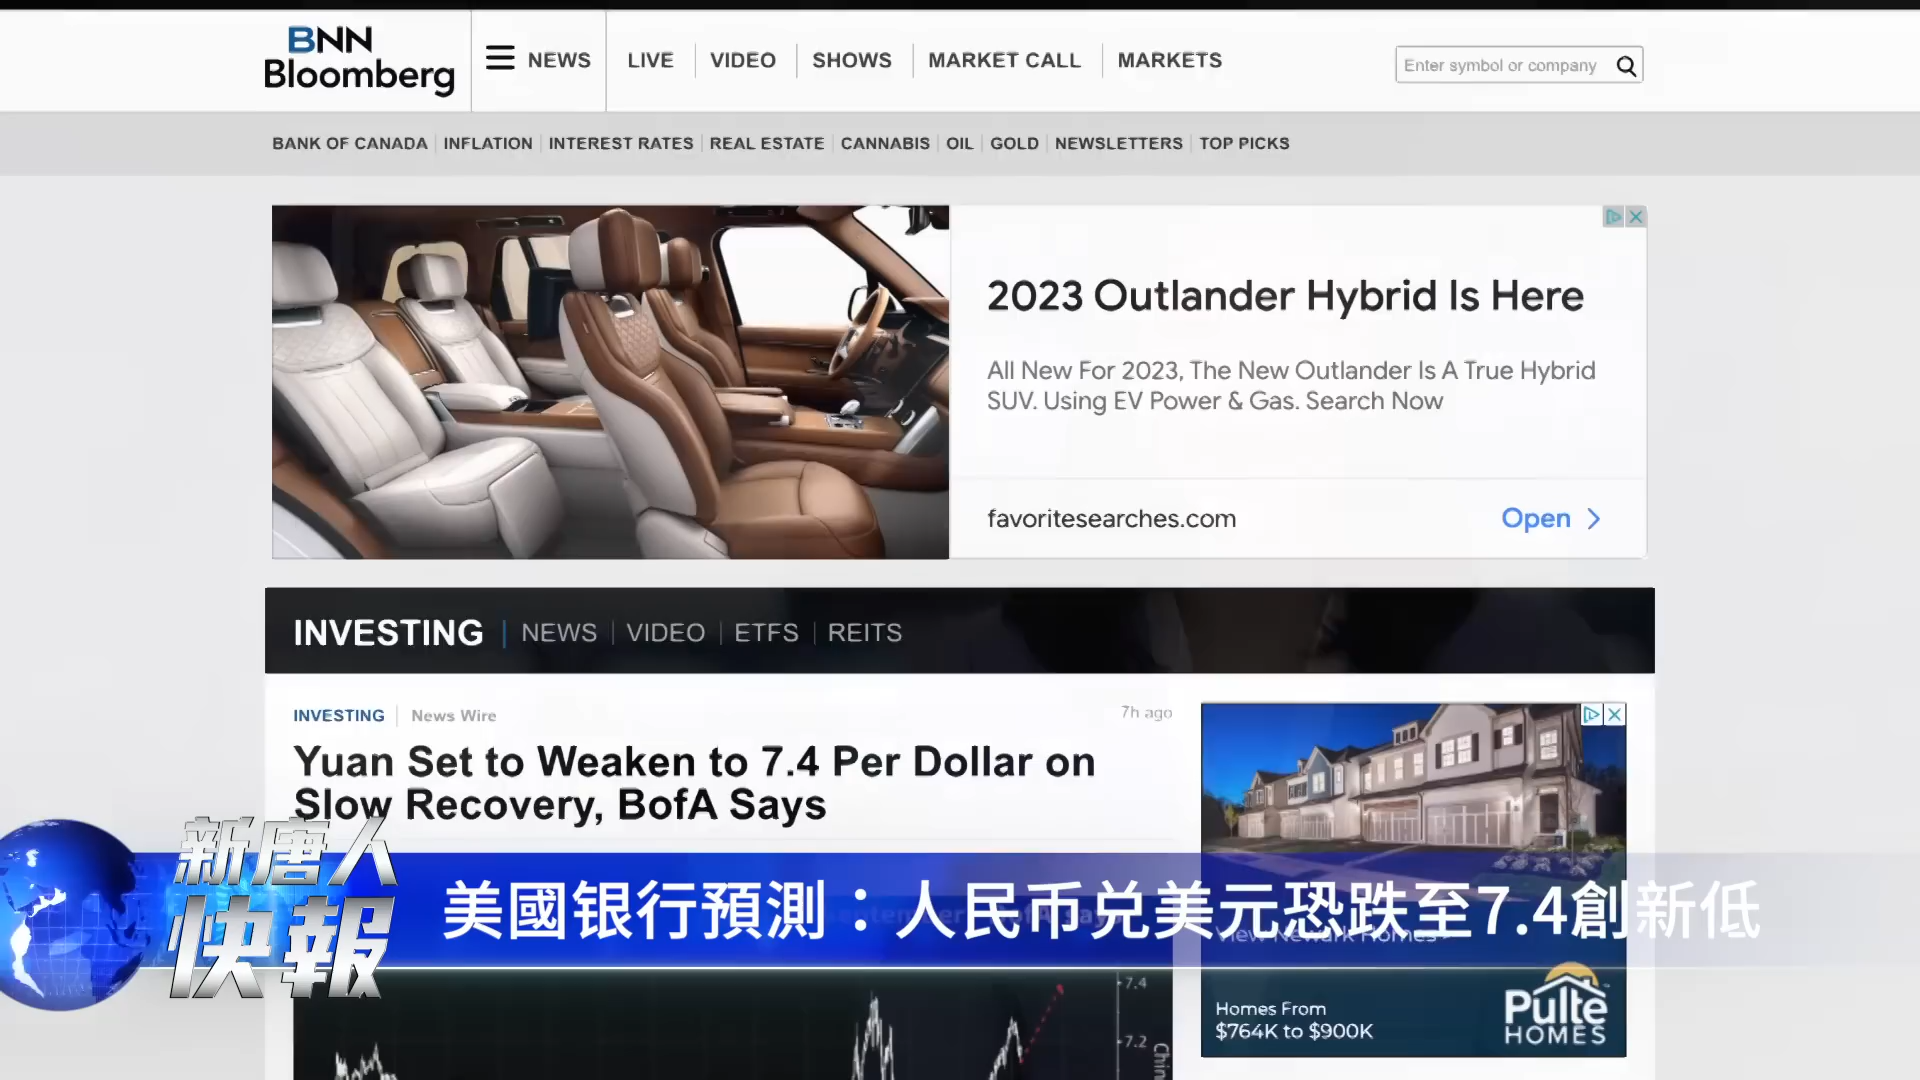 BNN
Bloomberg
NEWS
LIVE
VIDEO
SHOWS
MARKET CALL
MARKETS
Enter symbol or company
BANK OF CANADA
INFLATION
INTEREST RATES
REAL ESTATE
CANNABIS
OIL
GOLD
NEWSLETTERS
TOP PICKS
2023 Outlander Hybrid Is Here
All New For 2023, The New Outlander Is A True Hybrid
SUV. Using EV Power & Gas. Search Now
favoritesearches.com
Open
INVESTING
NEWS
VIDEO
ETFS
REITS
INVESTING
News Wire
7h ago
Yuan Set to Weaken to 7.4 Per Dollar on
Slow Recovery, BofA Says
新唐人
快報
美國银行預測：人民币兑美元恐跌至7.4創新低
View Newark Homes
7.4
7.2
Homes From
$764K to $900K
Pulte
HOMES